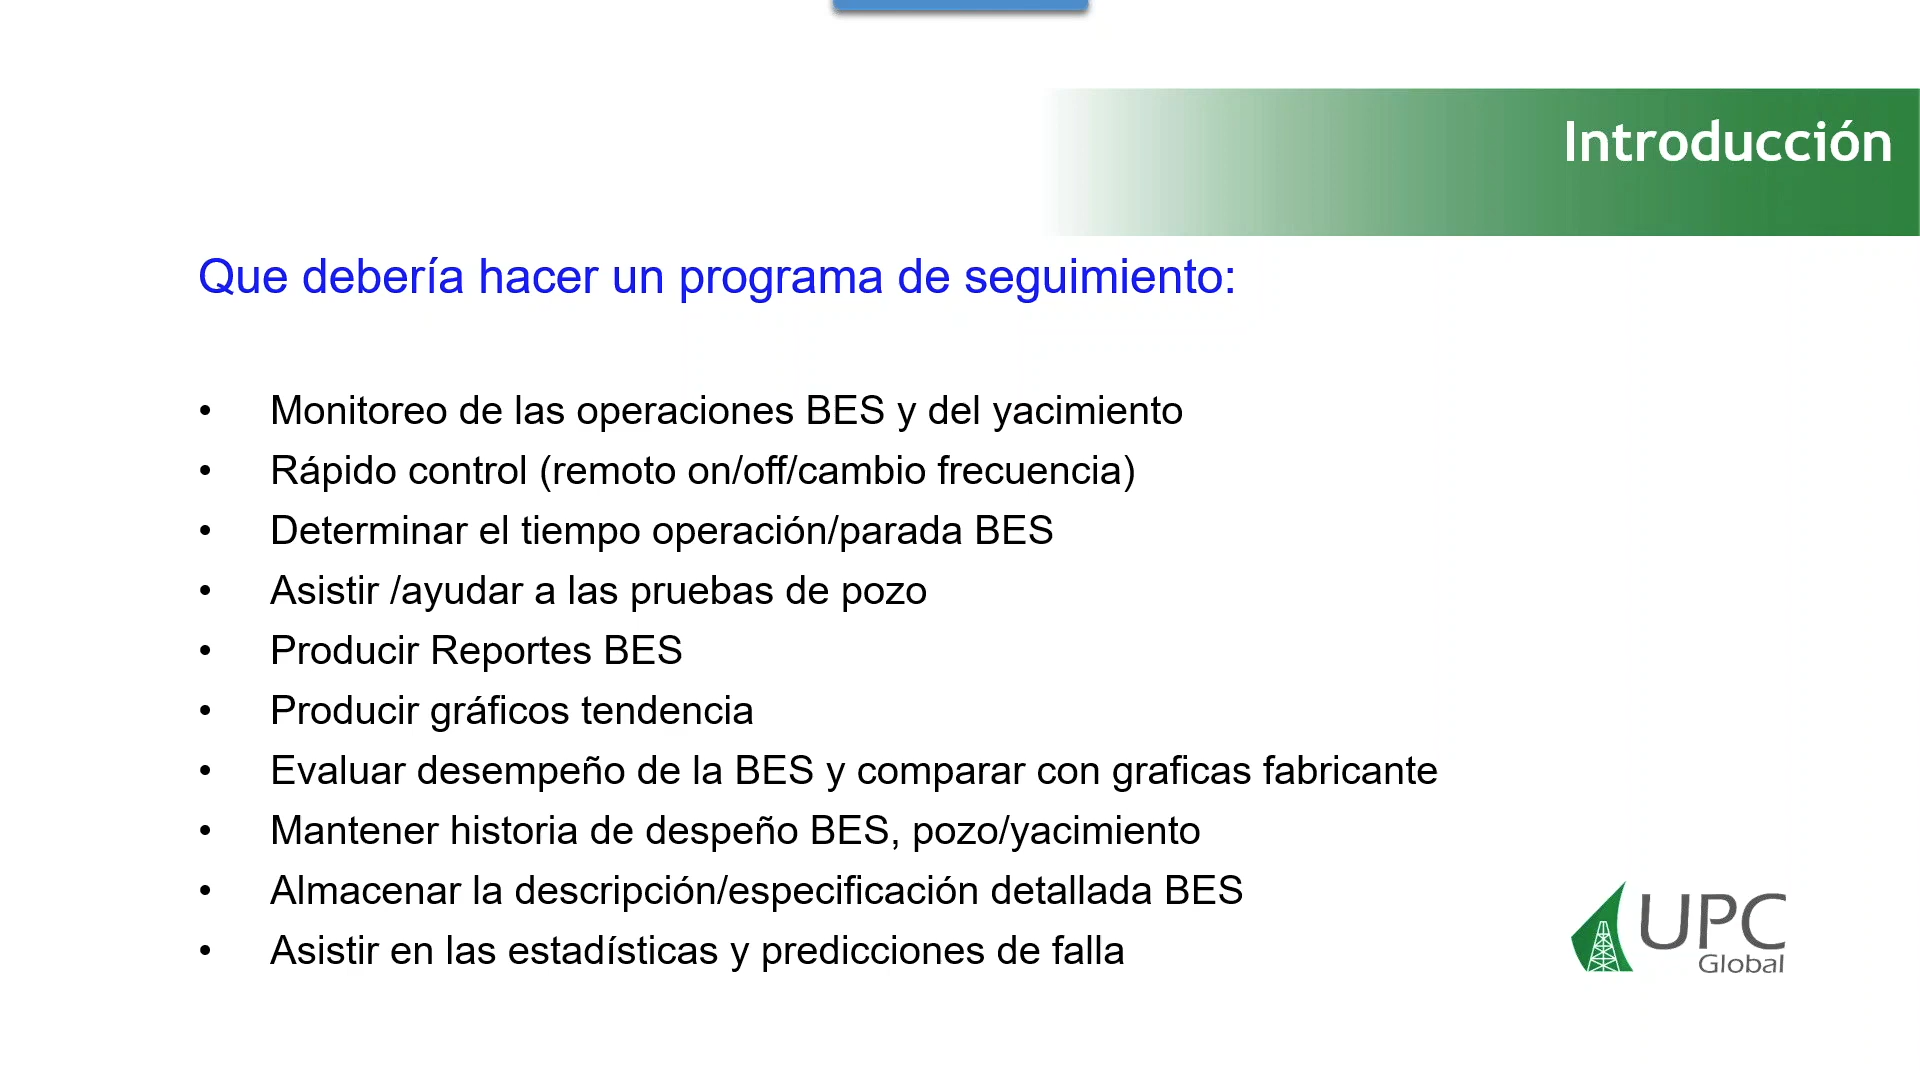 Introducción
Que debería hacer un programa de seguimiento:
• Monitoreo de las operaciones BES y del yacimiento
• Rápido control (remoto on/off/cambio frecuencia)
• Determinar el tiempo operación/parada BES
• Asistir /ayudar a las pruebas de pozo
• Producir Reportes BES
• Producir gráficos tendencia
• Evaluar desempeño de la BES y comparar con graficas fabricante
• Mantener historia de despeño BES, pozo/yacimiento
• Almacenar la descripción/especificación detallada BES
• Asistir en las estadísticas y predicciones de falla
UPC
Global